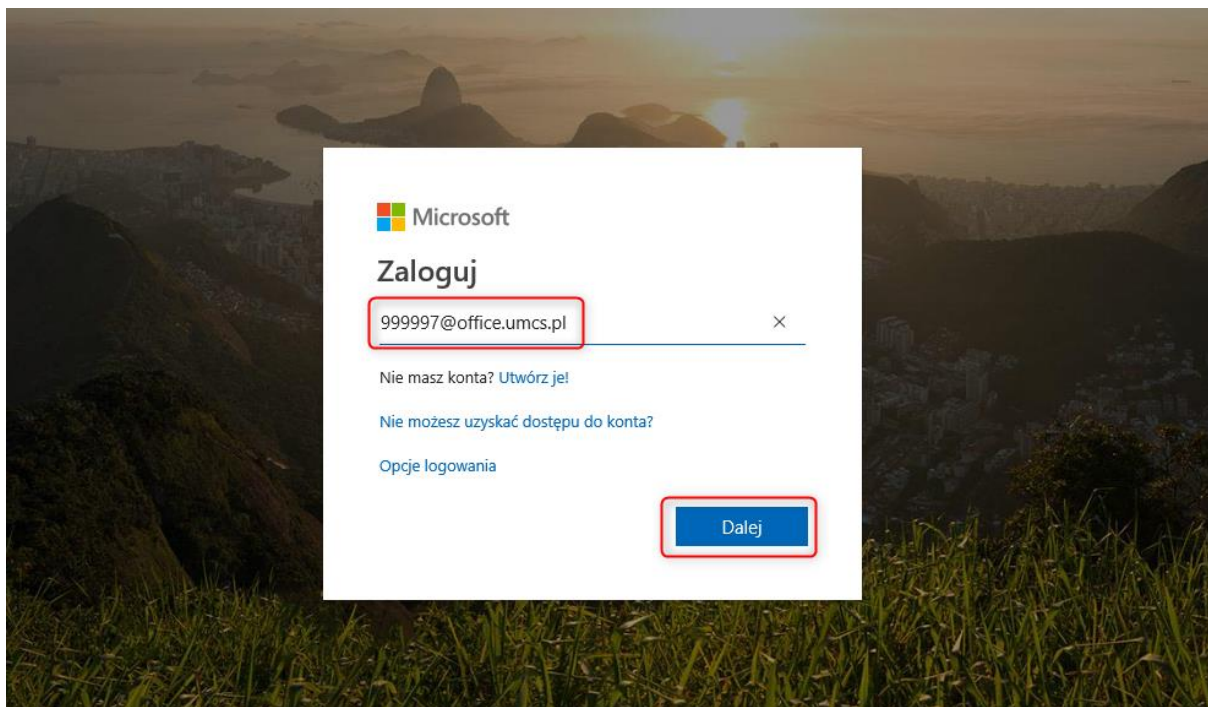 Microsoft
Zaloguj
999997@office.umcs.pl
Nie masz konta? Utwórz je!
Nie możesz uzyskać dostępu do konta?
Opcje logowania
Dalej